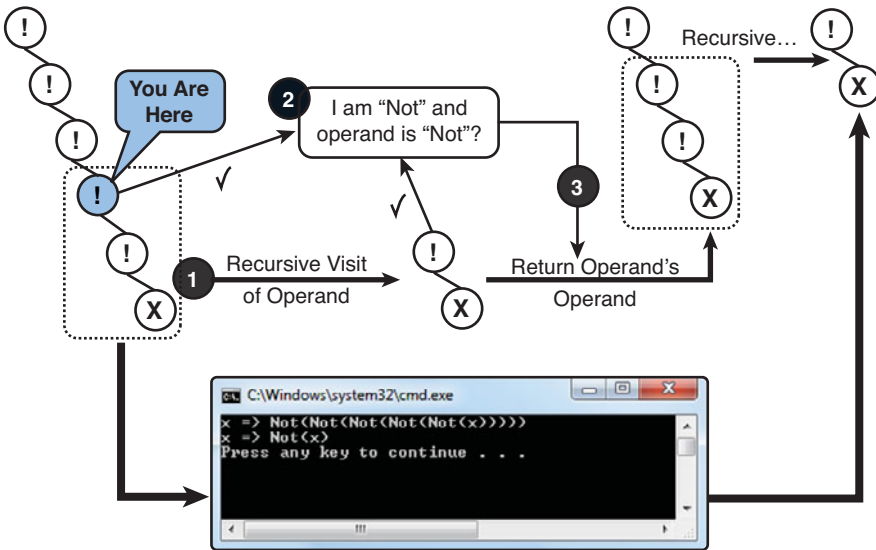 !
!
!
!
!
X
You Are
Here
1
Recursive Visit
of Operand
2
I am “Not” and
operand is “Not”?
√
√
!
X
3
Return Operand’s
Operand
!
!
!
X
Recursive…
!
X
C:\Windows\system32\cmd.exe
x => Not(Not(Not(Not(Not(x)))))
x => Not(x)
Press any key to continue . . .